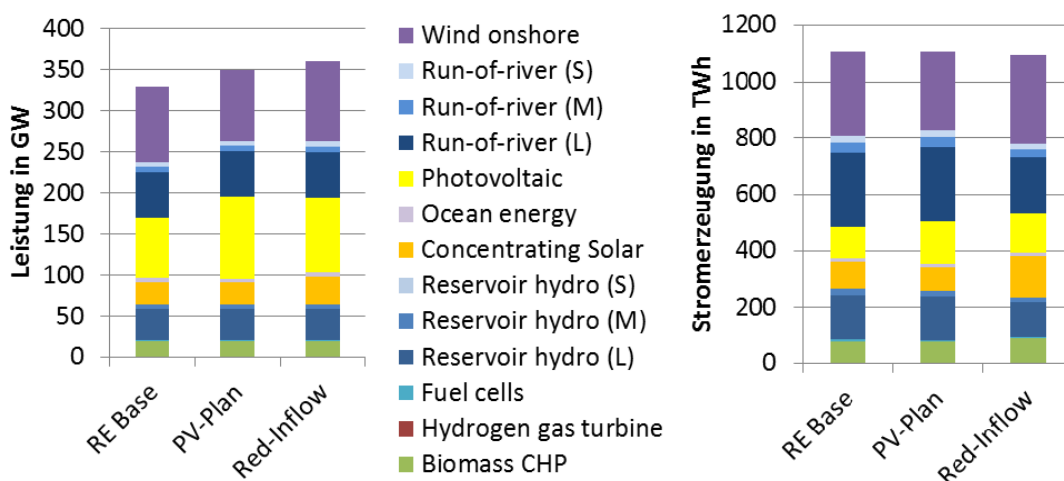 Leistung in GW
400
350
300
250
200
150
100
50
0
RE Base
PV-Plan
Red-Inflow
Wind onshore
Run-of-river (S)
Run-of-river (M)
Run-of-river (L)
Photovoltaic
Ocean energy
Concentrating Solar
Reservoir hydro (S)
Reservoir hydro (M)
Reservoir hydro (L)
Fuel cells
Hydrogen gas turbine
Biomass CHP
Stromerzeugung in TWh
1200
1000
800
600
400
200
0
RE Base
PV-Plan
Red-Inflow